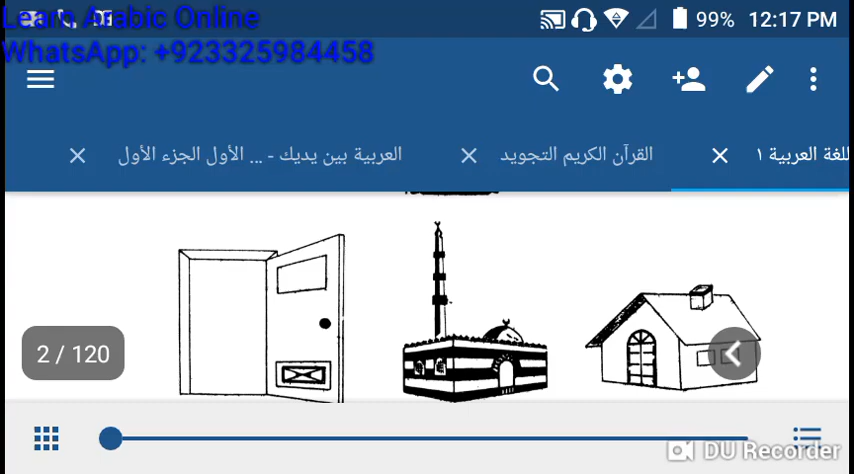 Learn Arabic Online
99% 12:17 PM
WhatsApp: +923325984458
للغة العربية ١
القرآن الكريم التجويد
العربية بين يديك - ... الأول الجزء الأول
2 / 120
DU Recorder